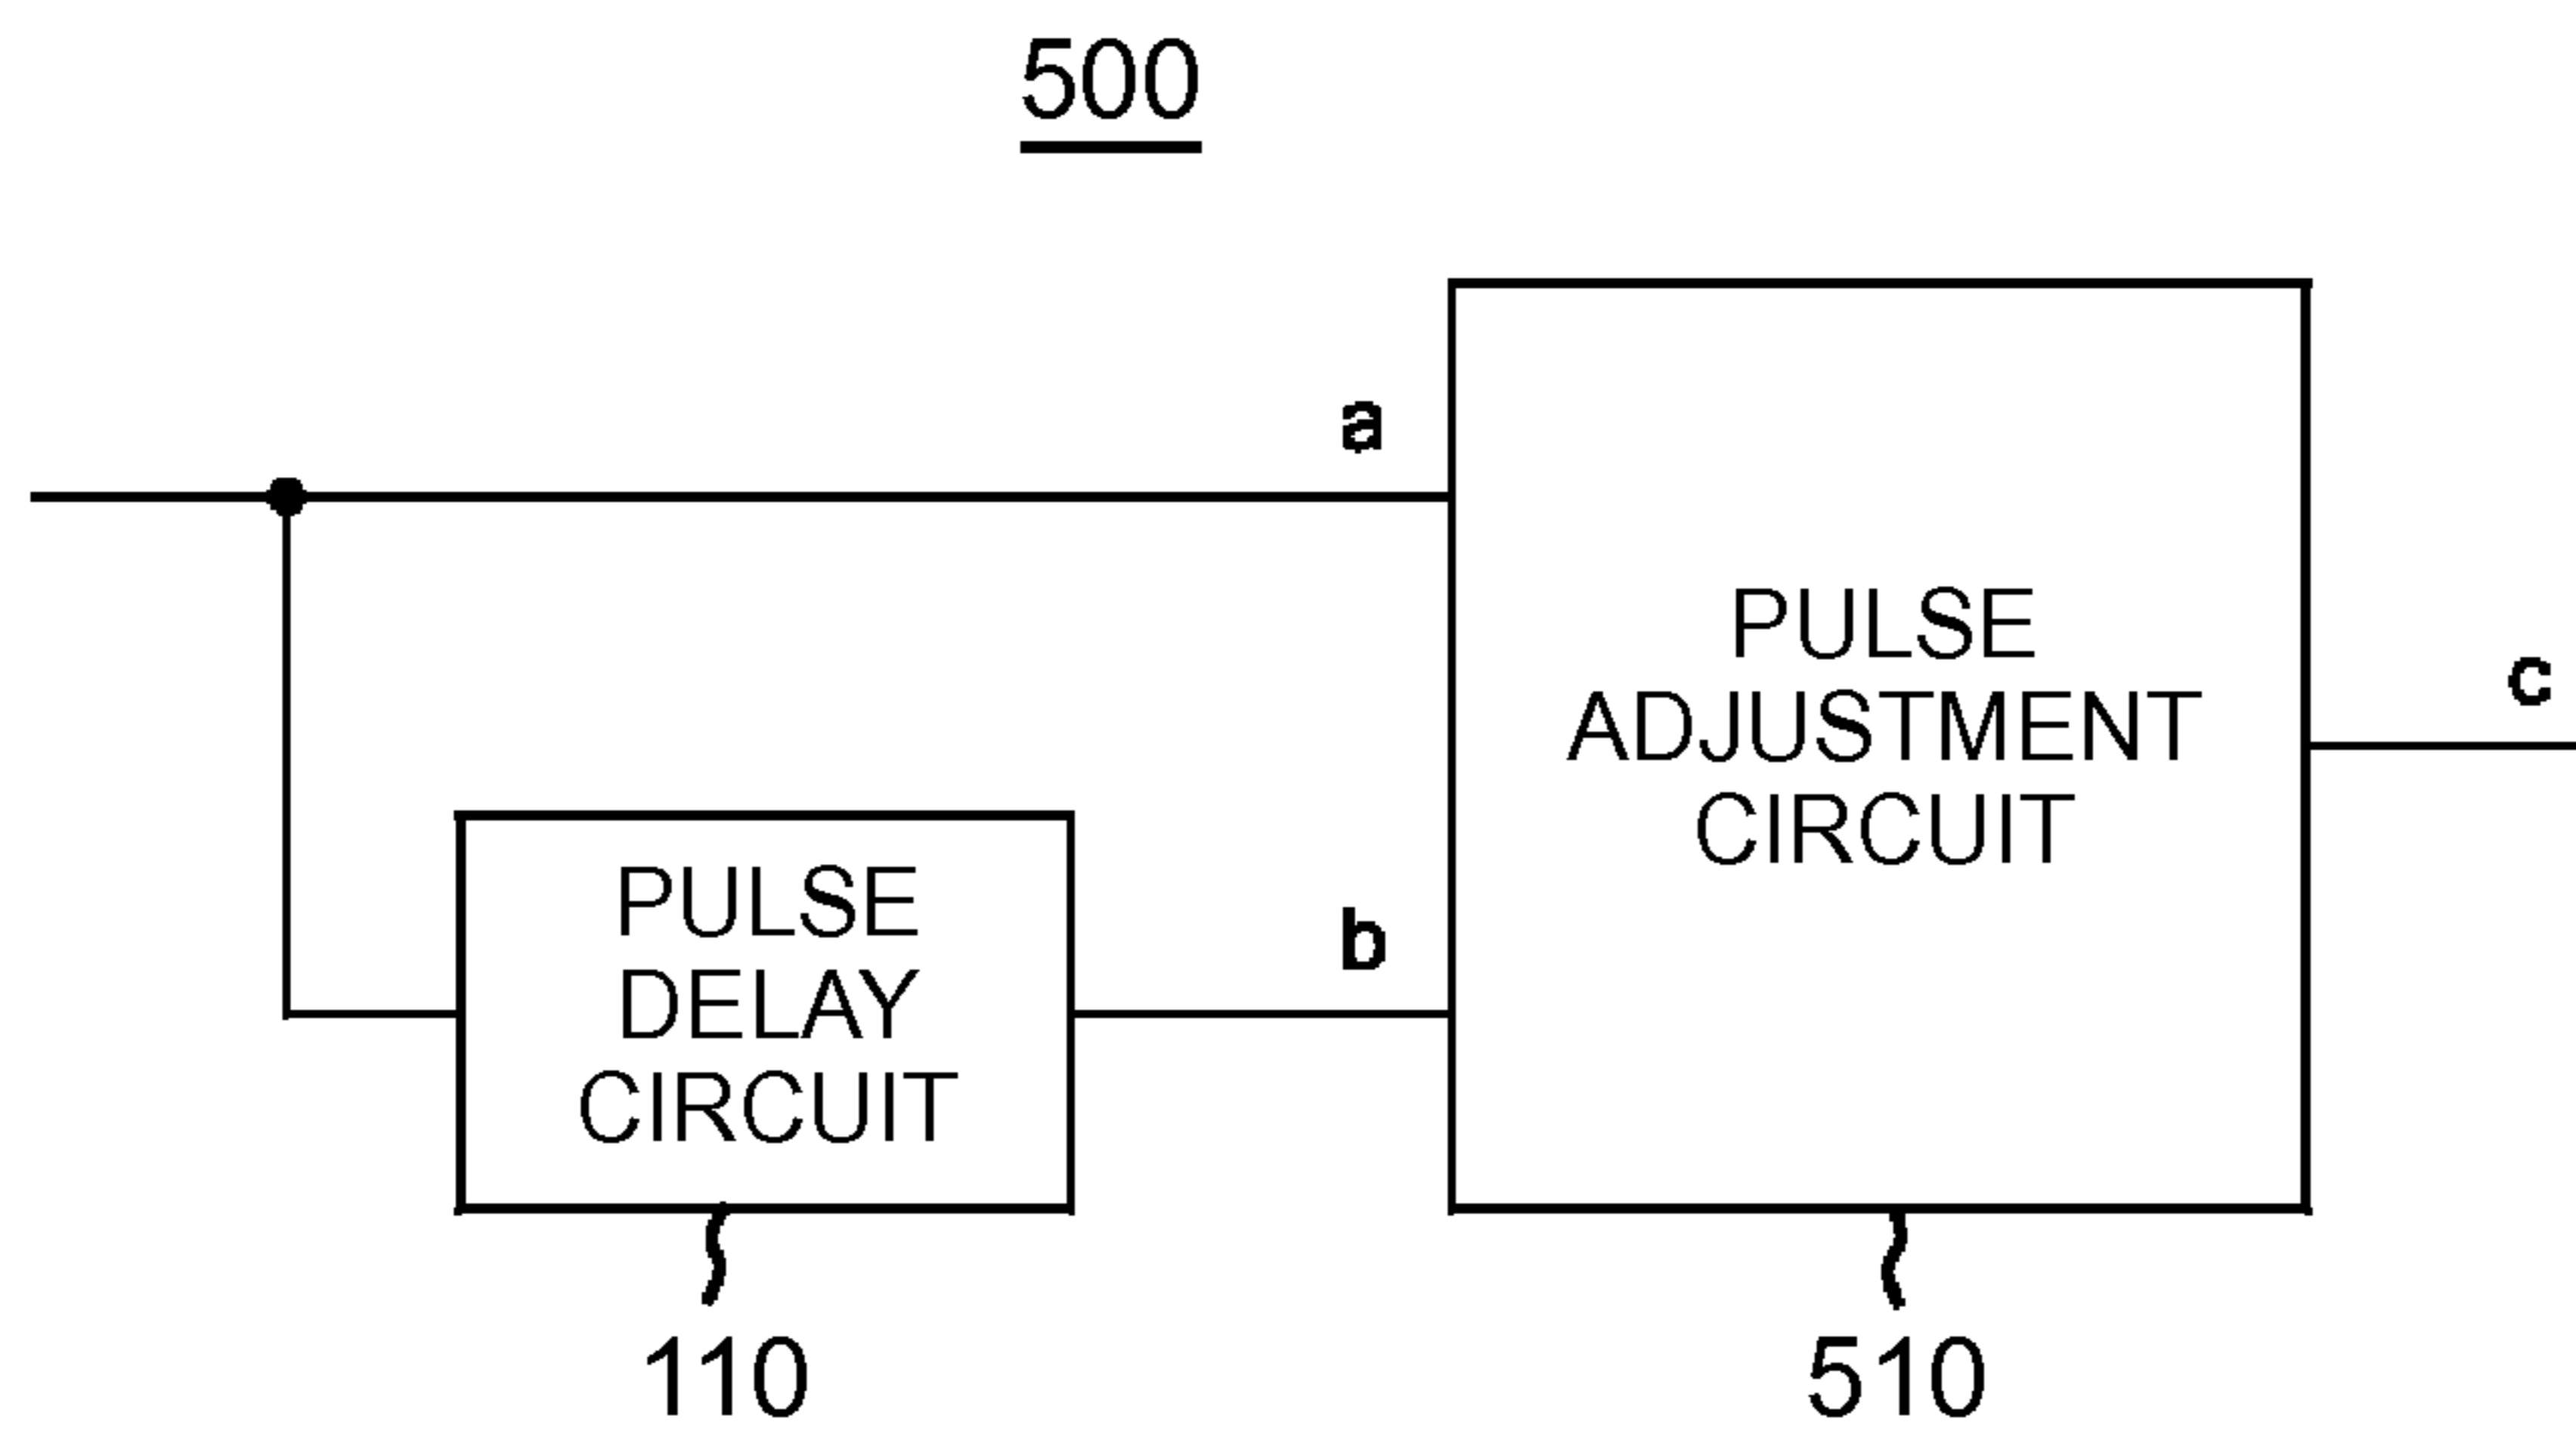 500
a
PULSE
ADJUSTMENT
CIRCUIT
c
PULSE
DELAY
CIRCUIT
b
110
510